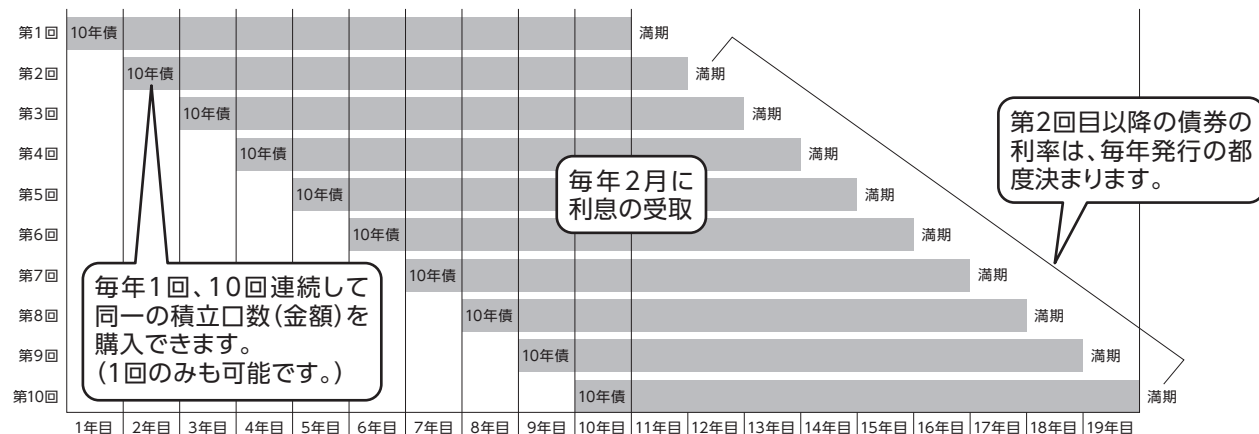 第1回 10年債 満期
第2回 10年債 満期
第3回 10年債 満期
第4回 10年債 満期
第5回 10年債 満期
第6回 10年債 満期
第7回 10年債 満期
第8回 10年債 満期
第9回 10年債 満期
第10回 10年債 満期
毎年2月に
利息の受取
第2回目以降の債券の
利率は、毎年発行の都
度決まります。
毎年1回、10回連続して
同一の積立口数(金額)を
購入できます。
(1回のみも可能です。)
1年目 2年目 3年目 4年目 5年目 6年目 7年目 8年目 9年目 10年目 11年目 12年目 13年目 14年目 15年目 16年目 17年目 18年目 19年目